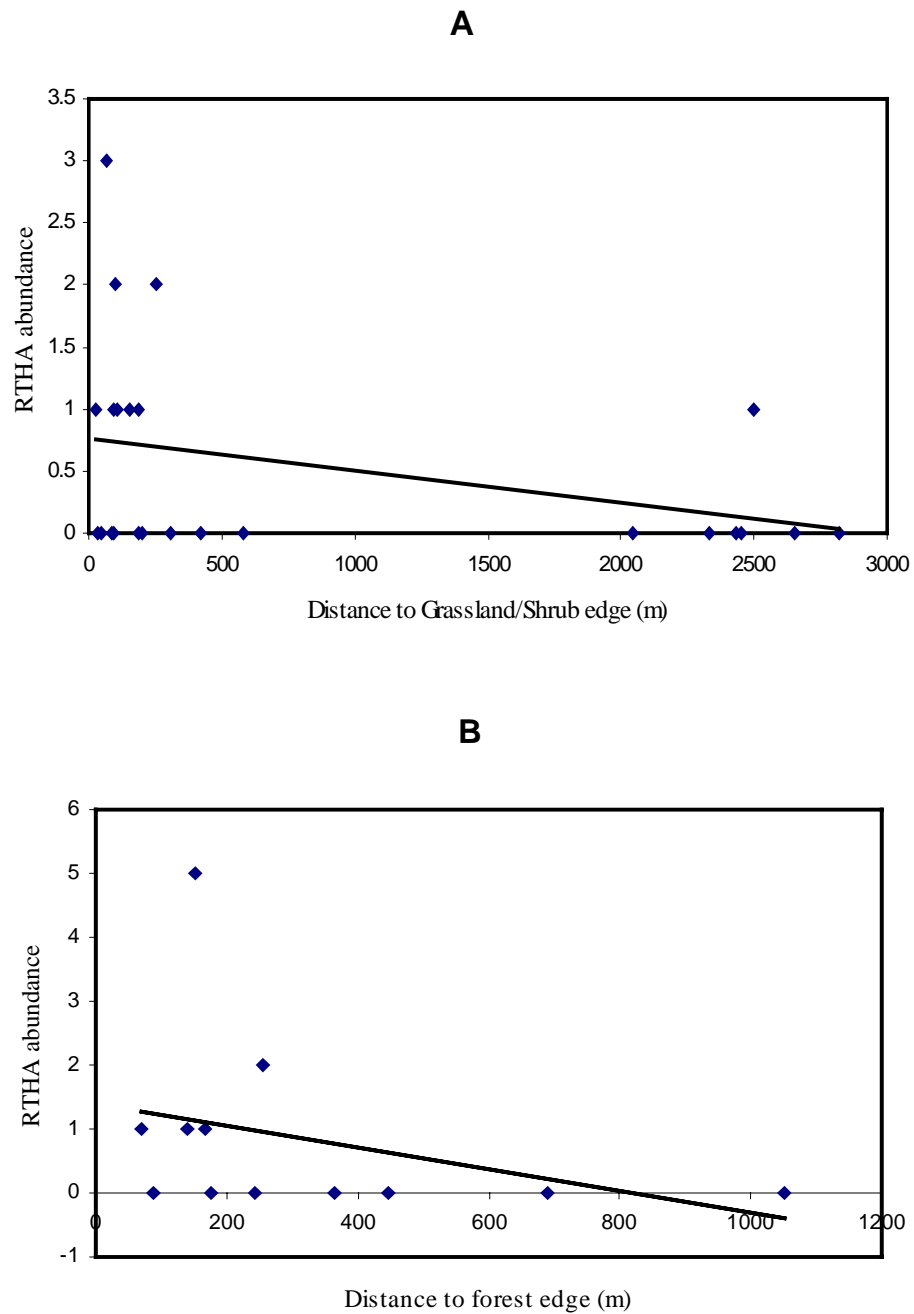 A
3.5
3
2.5
2
1.5
1
0.5
0
0 500 1000 1500 2000 2500 3000
RTHA abundance
Distance to Grassland/Shrub edge (m)
B
6
5
4
3
2
1
0
-1
0 200 400 600 800 1000 1200
RTHA abundance
Distance to forest edge (m)